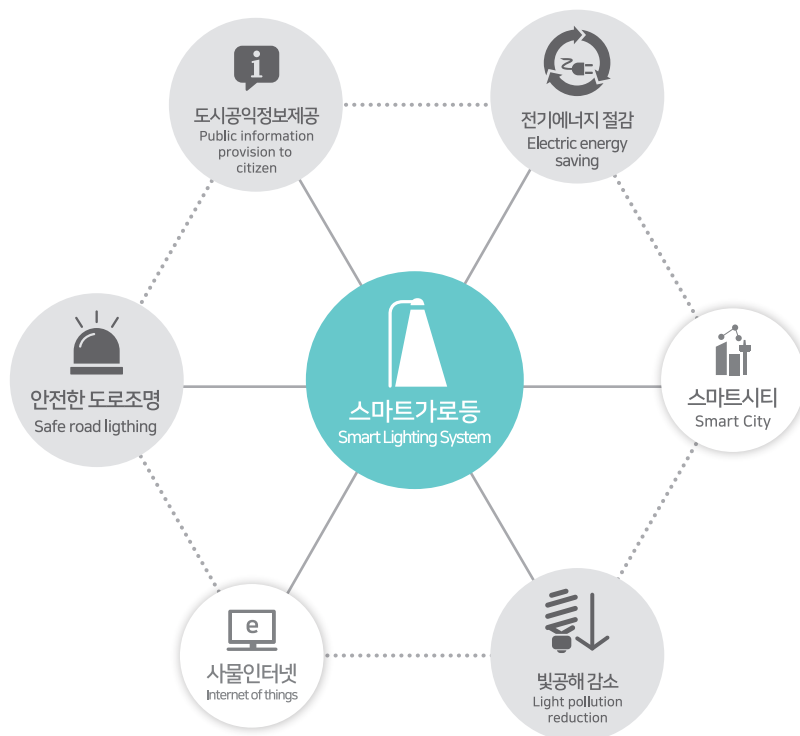 도시공익정보제공
Public information
provision to
citizen
전기에너지 절감
Electric energy
saving
안전한 도로조명
Safe road ligthing
스마트가로등
Smart Lighting System
스마트시티
Smart City
e
사물인터넷
Internet of things
빛공해 감소
Light pollution
reduction